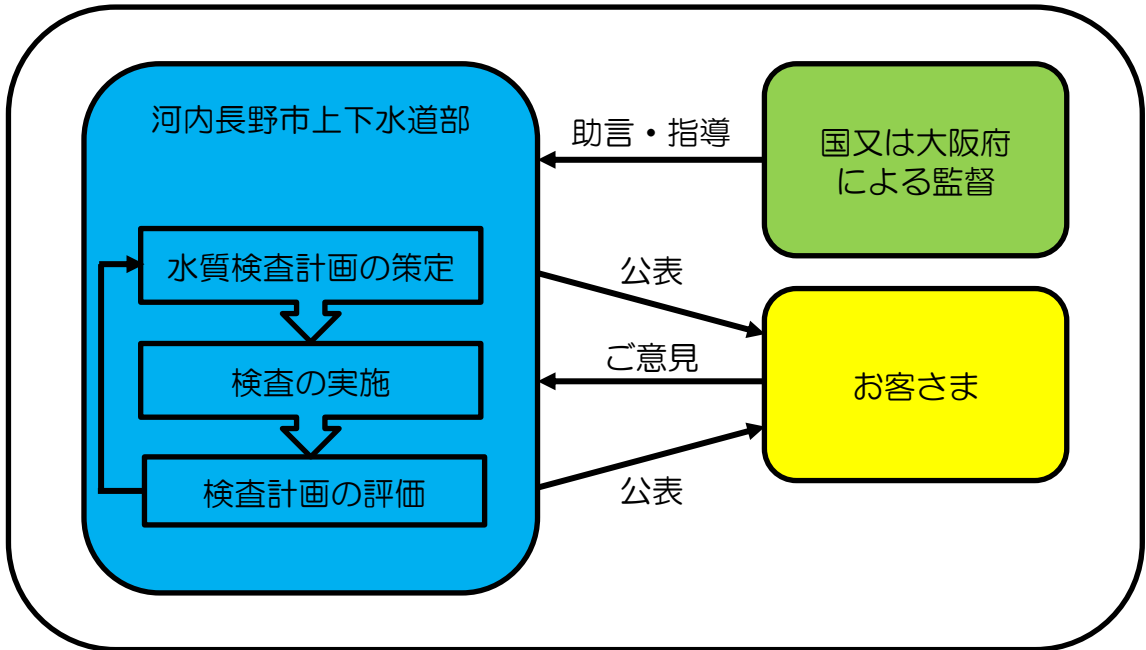 河内長野市上下水道部
水質検査計画の策定
検査の実施
検査計画の評価
助言・指導
公表
ご意見
公表
国又は大阪府
による監督
お客さま